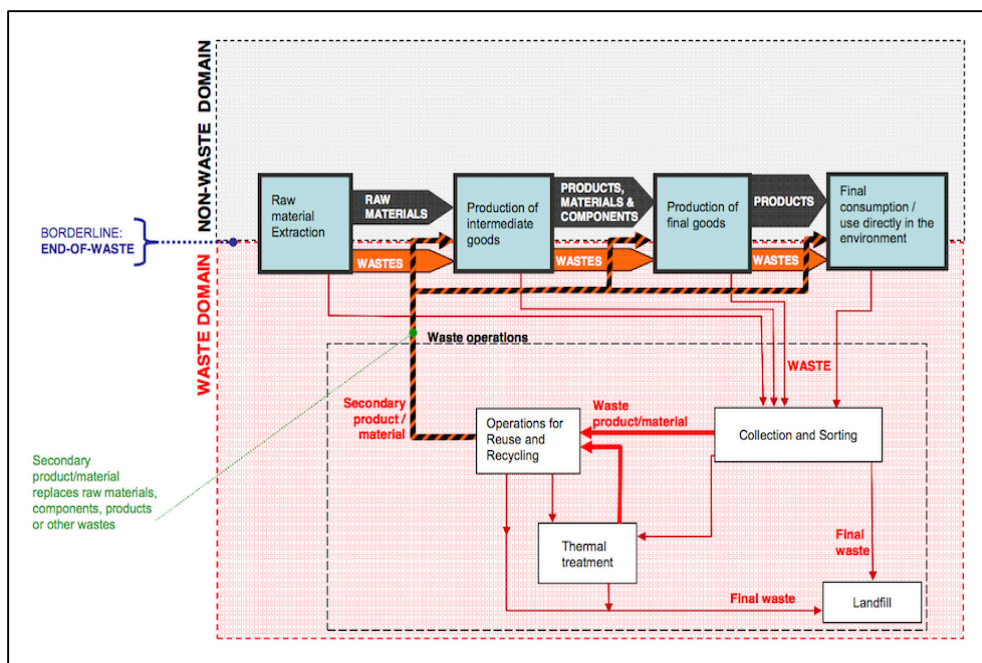 NON-WASTE DOMAIN
WASTE DOMAIN
BORDERLINE:
END-OF-WASTE
Raw
material
Extraction
RAW
MATERIALS
WASTES
Production of
intermediate
goods
PRODUCTS,
MATERIALS &
COMPONENTS
WASTES
Production of
final goods
PRODUCTS
WASTES
Final
consumption /
use directly in the
environment
Waste operations
WASTE
Secondary
product /
material
Operations for
Reuse and
Recycling
Waste
product/material
Collection and Sorting
Secondary
product/material
replaces raw materials,
components, products
or other wastes
Thermal
treatment
Final
waste
Final waste
Landfill